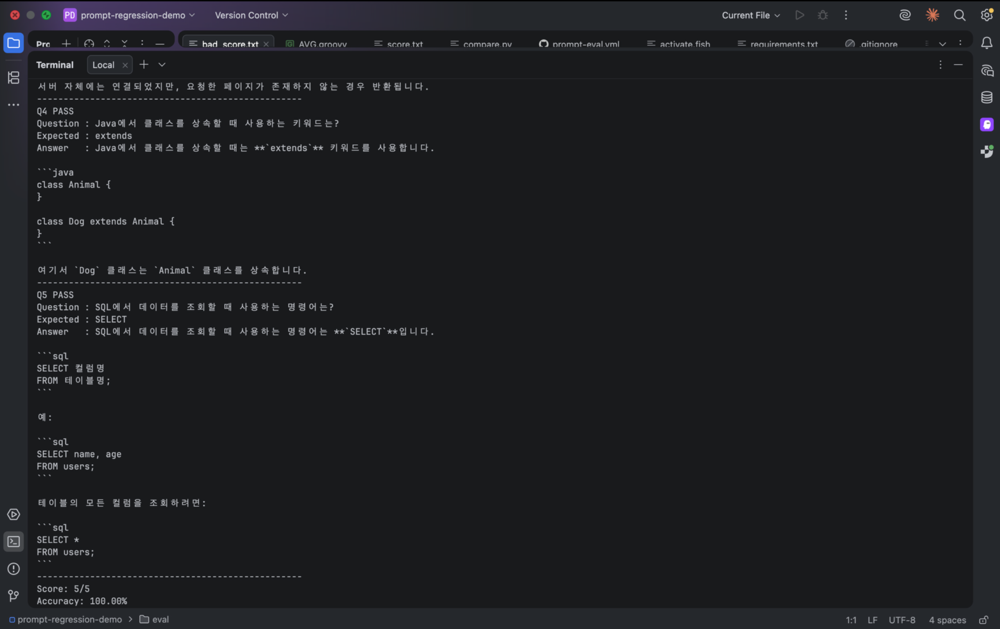 PD prompt-regression-demo Version Control Current File
Pro bad_score.txt AVG.groovy score.txt compare.py prompt-eval.yml activate.fish requirements.txt .gitignore
Terminal Local
서버 자체에는 연결되었지만, 요청한 페이지가 존재하지 않는 경우 반환됩니다.
--------------------------------------------------
Q4 PASS
Question : Java에서 클래스를 상속할 때 사용하는 키워드는?
Expected : extends
Answer   : Java에서 클래스를 상속할 때는 **`extends`** 키워드를 사용합니다.
```java
class Animal {
}
class Dog extends Animal {
}
```
여기서 `Dog` 클래스는 `Animal` 클래스를 상속합니다.
--------------------------------------------------
Q5 PASS
Question : SQL에서 데이터를 조회할 때 사용하는 명령어는?
Expected : SELECT
Answer   : SQL에서 데이터를 조회할 때 사용하는 명령어는 **`SELECT`**입니다.
```sql
SELECT 컬럼명
FROM 테이블명;
```
예:
```sql
SELECT name, age
FROM users;
```
테이블의 모든 컬럼을 조회하려면:
```sql
SELECT *
FROM users;
```
--------------------------------------------------
Score: 5/5
Accuracy: 100.00%
prompt-regression-demo > eval 1:1 LF UTF-8 4 spaces